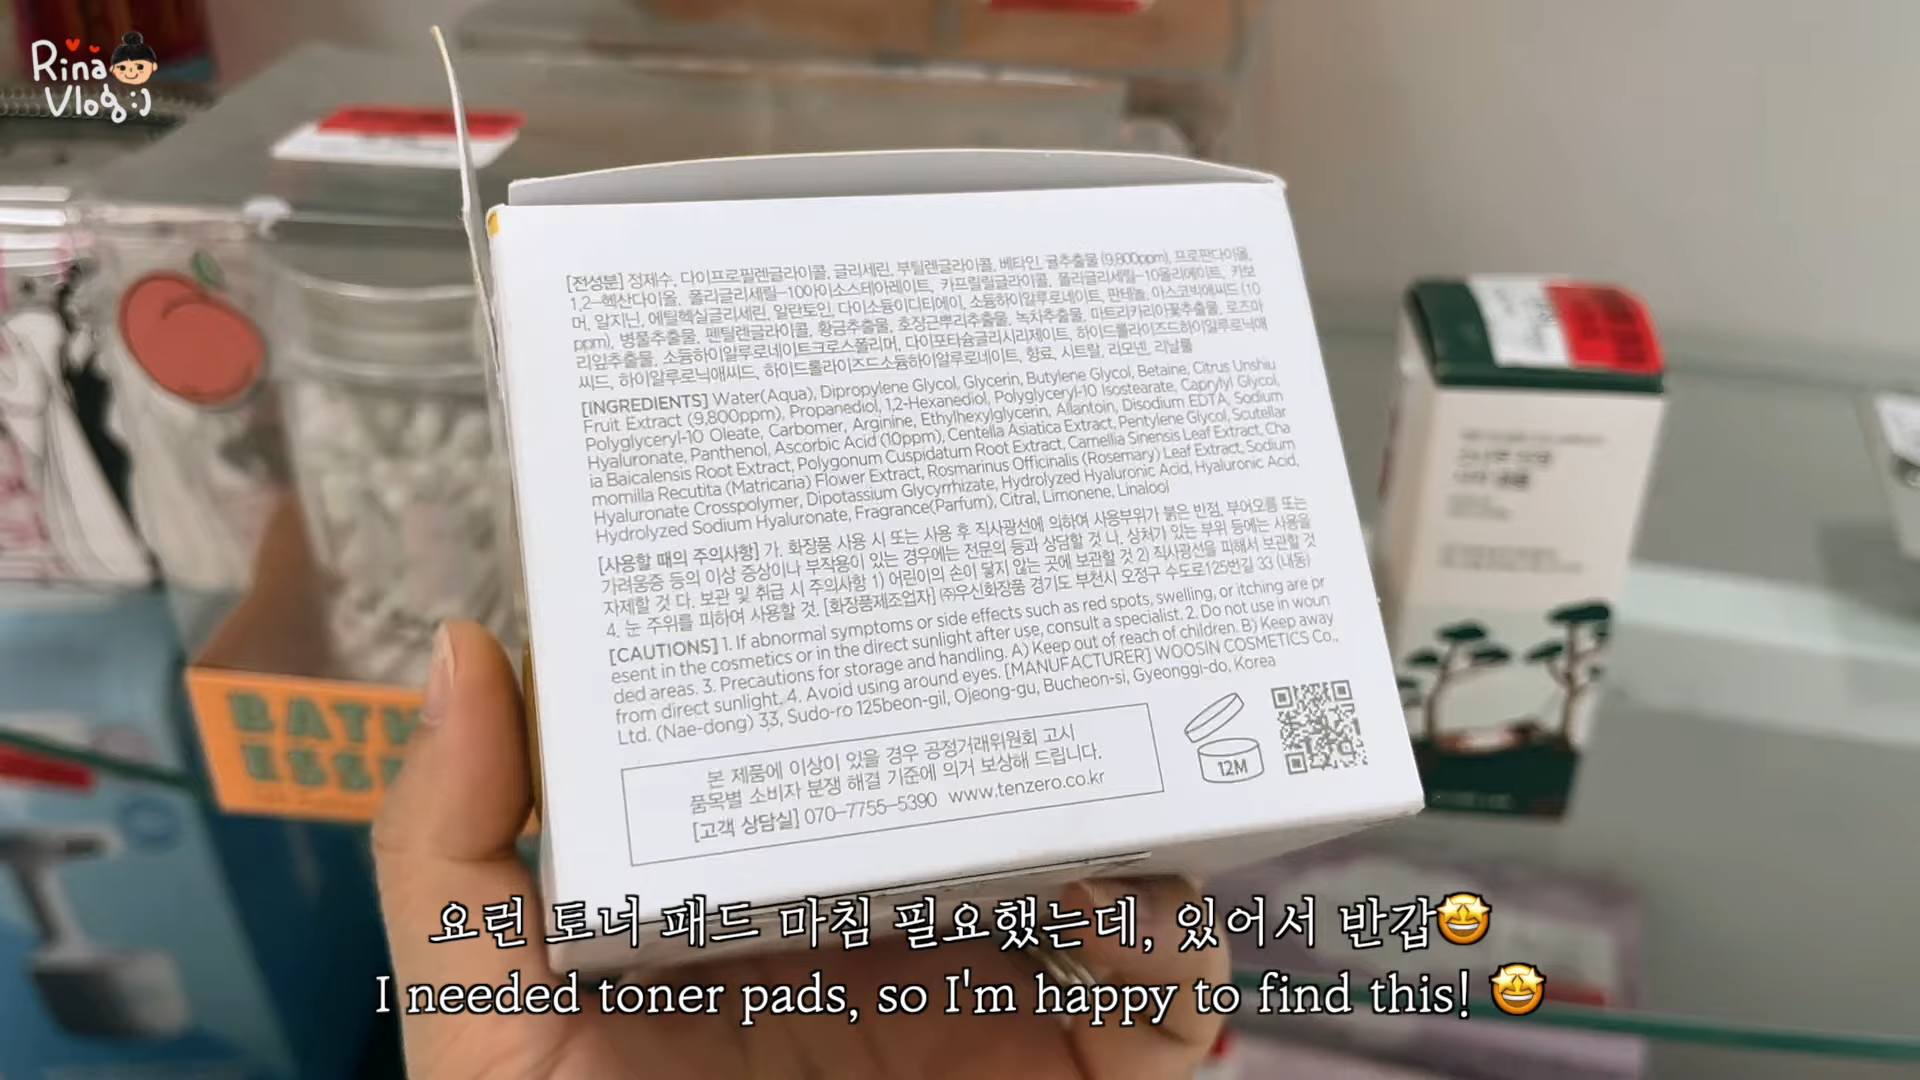 Rina
Vlog:)
[전성분] 정제수, 다이프로필렌글라이콜, 글리세린, 부틸렌글라이콜, 베타인, 귤추출물 (9,800ppm), 프로판다이올,
1,2-헥산다이올, 폴리글리세릴-10아이소스테아레이트, 카프릴릴글라이콜, 폴리글리세릴-10올리에이트, 카보
머, 알지닌, 에틸헥실글리세린, 알란토인, 다이소듐이디티에이, 소듐하이알루로네이트, 판테놀, 아스코빅애씨드 (10
ppm), 병풀추출물, 펜틸렌글라이콜, 황금추출물, 호장근뿌리추출물, 녹차추출물, 마트리카리아꽃추출물, 로즈마
리잎추출물, 소듐하이알루로네이트크로스폴리머, 다이포타슘글리시리제이트, 하이드롤라이즈드하이알루로닉애
씨드, 하이알루로닉애씨드, 하이드롤라이즈드소듐하이알루로네이트, 향료, 시트랄, 리모넨, 리날룰
[INGREDIENTS] Water(Aqua), Dipropylene Glycol, Glycerin, Butylene Glycol, Betaine, Citrus Unshiu
Fruit Extract (9,800ppm), Propanediol, 1,2-Hexanediol, Polyglyceryl-10 Isostearate, Caprylyl Glycol,
Polyglyceryl-10 Oleate, Carbomer, Arginine, Ethylhexylglycerin, Allantoin, Disodium EDTA, Sodium
Hyaluronate, Panthenol, Ascorbic Acid (10ppm), Centella Asiatica Extract, Pentylene Glycol, Scutellar
ia Baicalensis Root Extract, Polygonum Cuspidatum Root Extract, Camellia Sinensis Leaf Extract, Cha
momilla Recutita (Matricaria) Flower Extract, Rosmarinus Officinalis (Rosemary) Leaf Extract, Sodium
Hyaluronate Crosspolymer, Dipotassium Glycyrrhizate, Hydrolyzed Hyaluronic Acid, Hyaluronic Acid,
Hydrolyzed Sodium Hyaluronate, Fragrance(Parfum), Citral, Limonene, Linalool
[사용할 때의 주의사항] 가. 화장품 사용 시 또는 사용 후 직사광선에 의하여 사용부위가 붉은 반점, 부어오름 또는
가려움증 등의 이상 증상이나 부작용이 있는 경우에는 전문의 등과 상담할 것 나. 상처가 있는 부위 등에는 사용을
자제할 것 다. 보관 및 취급 시 주의사항 1) 어린이의 손이 닿지 않는 곳에 보관할 것 2) 직사광선을 피해서 보관할 것
4. 눈 주위를 피하여 사용할 것. [화장품제조업자] ㈜우신화장품 경기도 부천시 오정구 수도로125번길 33 (내동)
[CAUTIONS] 1. If abnormal symptoms or side effects such as red spots, swelling, or itching are pr
esent in the cosmetics or in the direct sunlight after use, consult a specialist. 2. Do not use in woun
ded areas. 3. Precautions for storage and handling. A) Keep out of reach of children. B) Keep away
from direct sunlight. 4. Avoid using around eyes. [MANUFACTURER] WOOSIN COSMETICS Co.,
Ltd. (Nae-dong) 33, Sudo-ro 125beon-gil, Ojeong-gu, Bucheon-si, Gyeonggi-do, Korea
본 제품에 이상이 있을 경우 공정거래위원회 고시
품목별 소비자 분쟁 해결 기준에 의거 보상해 드립니다.
[고객 상담실] 070-7755-5390 www.tenzero.co.kr
12M
BATH
ESS
요런 토너 패드 마침 필요했는데, 있어서 반갑🤩
I needed toner pads, so I'm happy to find this! 🤩